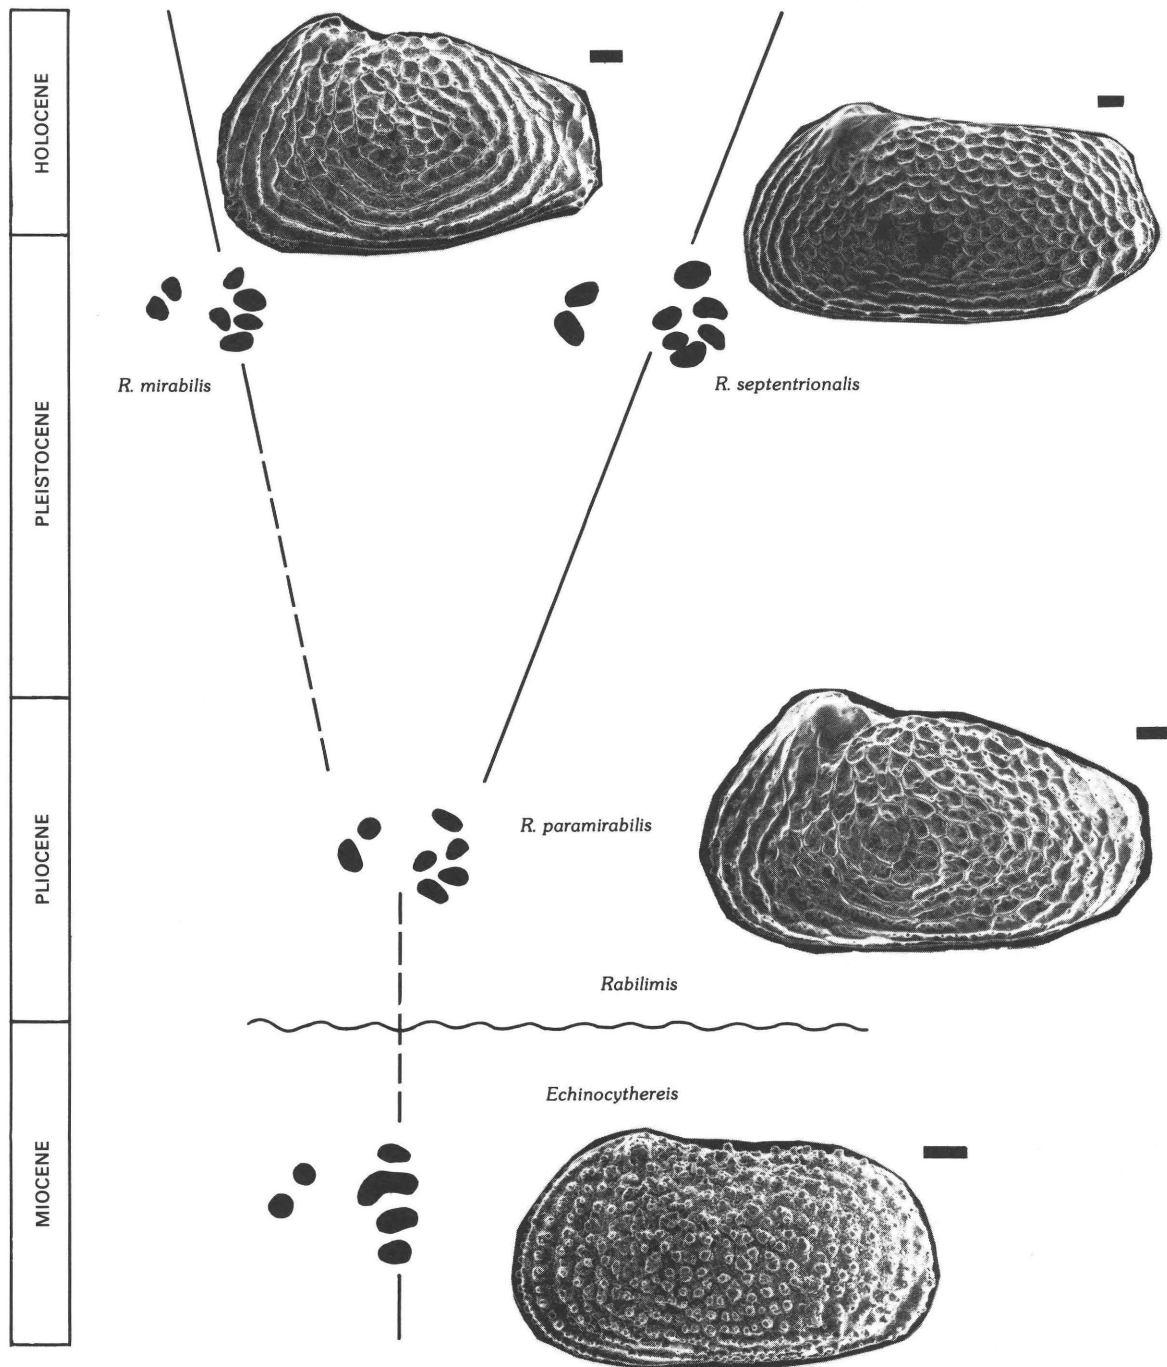 HOLOCENE
PLEISTOCENE
R. mirabilis
R. septentrionalis
PLIOCENE
R. paramirabilis
Rabilimis
MIOCENE
Echinocythereis